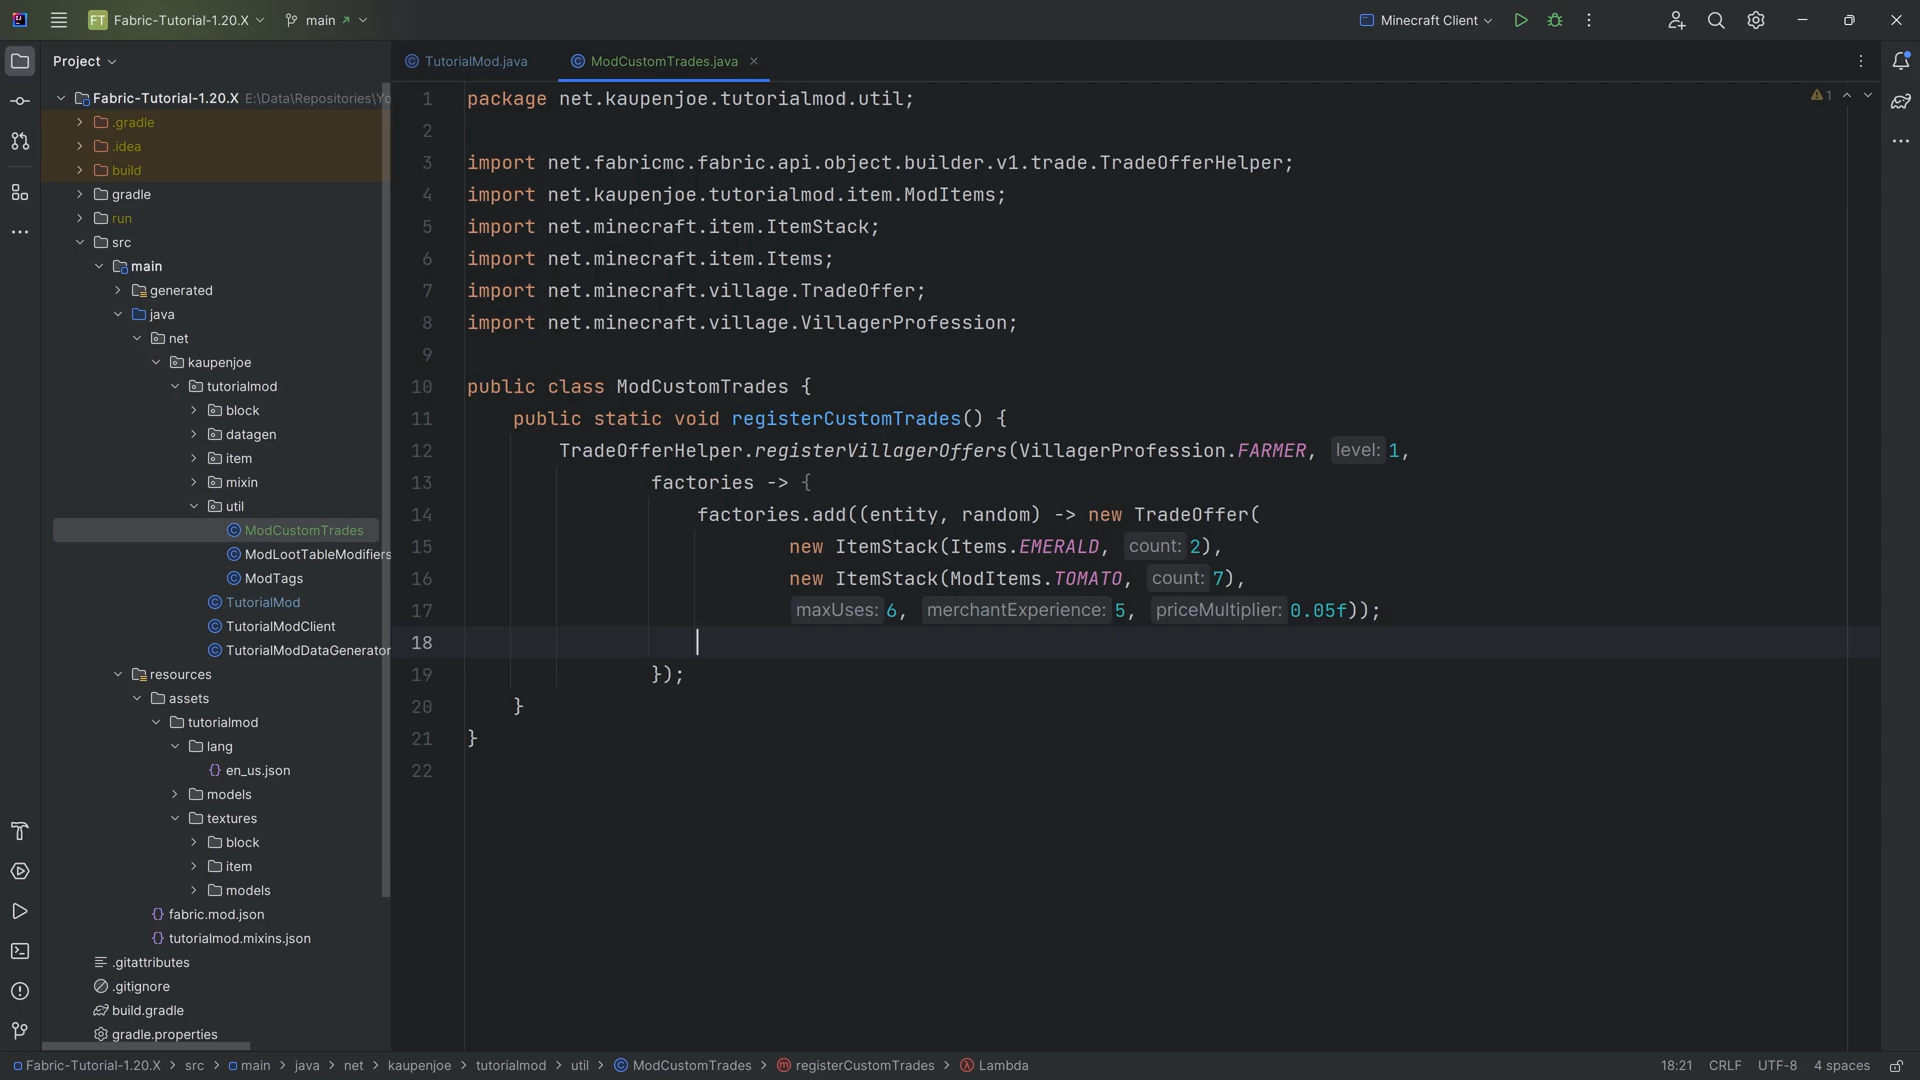 FT Fabric-Tutorial-1.20.X main Minecraft Client
Project
Fabric-Tutorial-1.20.X E:\Data\Repositories\Yo
.gradle
.idea
build
gradle
run
src
main
generated
java
net
kaupenjoe
tutorialmod
block
datagen
item
mixin
util
ModCustomTrades
ModLootTableModifiers
ModTags
TutorialMod
TutorialModClient
TutorialModDataGenerator
resources
assets
tutorialmod
lang
en_us.json
models
textures
block
item
models
fabric.mod.json
tutorialmod.mixins.json
.gitattributes
.gitignore
build.gradle
gradle.properties
TutorialMod.java ModCustomTrades.java
1 package net.kaupenjoe.tutorialmod.util; 1
2
3 import net.fabricmc.fabric.api.object.builder.v1.trade.TradeOfferHelper;
4 import net.kaupenjoe.tutorialmod.item.ModItems;
5 import net.minecraft.item.ItemStack;
6 import net.minecraft.item.Items;
7 import net.minecraft.village.TradeOffer;
8 import net.minecraft.village.VillagerProfession;
9
10 public class ModCustomTrades {
11 public static void registerCustomTrades() {
12 TradeOfferHelper.registerVillagerOffers(VillagerProfession.FARMER, level: 1,
13 factories -> {
14 factories.add((entity, random) -> new TradeOffer(
15 new ItemStack(Items.EMERALD, count: 2),
16 new ItemStack(ModItems.TOMATO, count: 7),
17 maxUses: 6, merchantExperience: 5, priceMultiplier: 0.05f));
18
19 });
20 }
21 }
22
Fabric-Tutorial-1.20.X > src > main > java > net > kaupenjoe > tutorialmod > util > ModCustomTrades > registerCustomTrades > Lambda 18:21 CRLF UTF-8 4 spaces